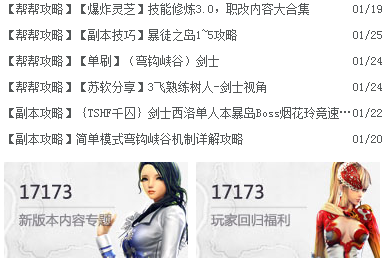 【帮帮攻略】【爆炸灵芝】技能修炼3.0，职改内容大合集 01/19
【帮帮攻略】【副本技巧】暴徒之岛1~5攻略 01/25
【帮帮攻略】【单刷】（弯钩峡谷）剑士 01/24
【帮帮攻略】【苏软分享】3飞熟练树人-剑士视角 01/24
【副本攻略】｛TSHF千囚｝剑士西洛单人本暴岛Boss烟花玲竞速… 01/22
【副本攻略】简单模式弯钩峡谷机制详解攻略 01/20
17173
新版本内容专题
17173
玩家回归福利